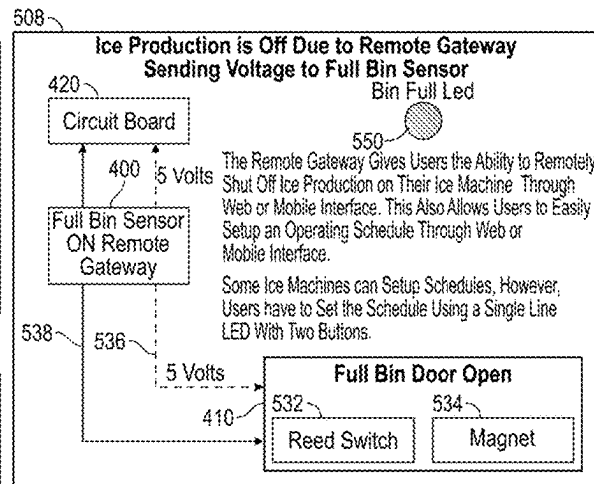 508
Ice Production is Off Due to Remote Gateway
Sending Voltage to Full Bin Sensor
420
Bin Full Led
Circuit Board
550
400
5 Volts
The Remote Gateway Gives Users the Ability to Remotely
Shut Off Ice Production on Their Ice Machine Through
Web or Mobile Interface. This Also Allows Users to Easily
Setup an Operating Schedule Through Web or
Mobile Interface.
Full Bin Sensor
ON Remote
Gateway
Some Ice Machines can Setup Schedules, However,
Users have to Set the Schedule Using a Single Line
LED With Two Buttons.
538
536
5 Volts
Full Bin Door Open
410
532
534
Reed Switch
Magnet